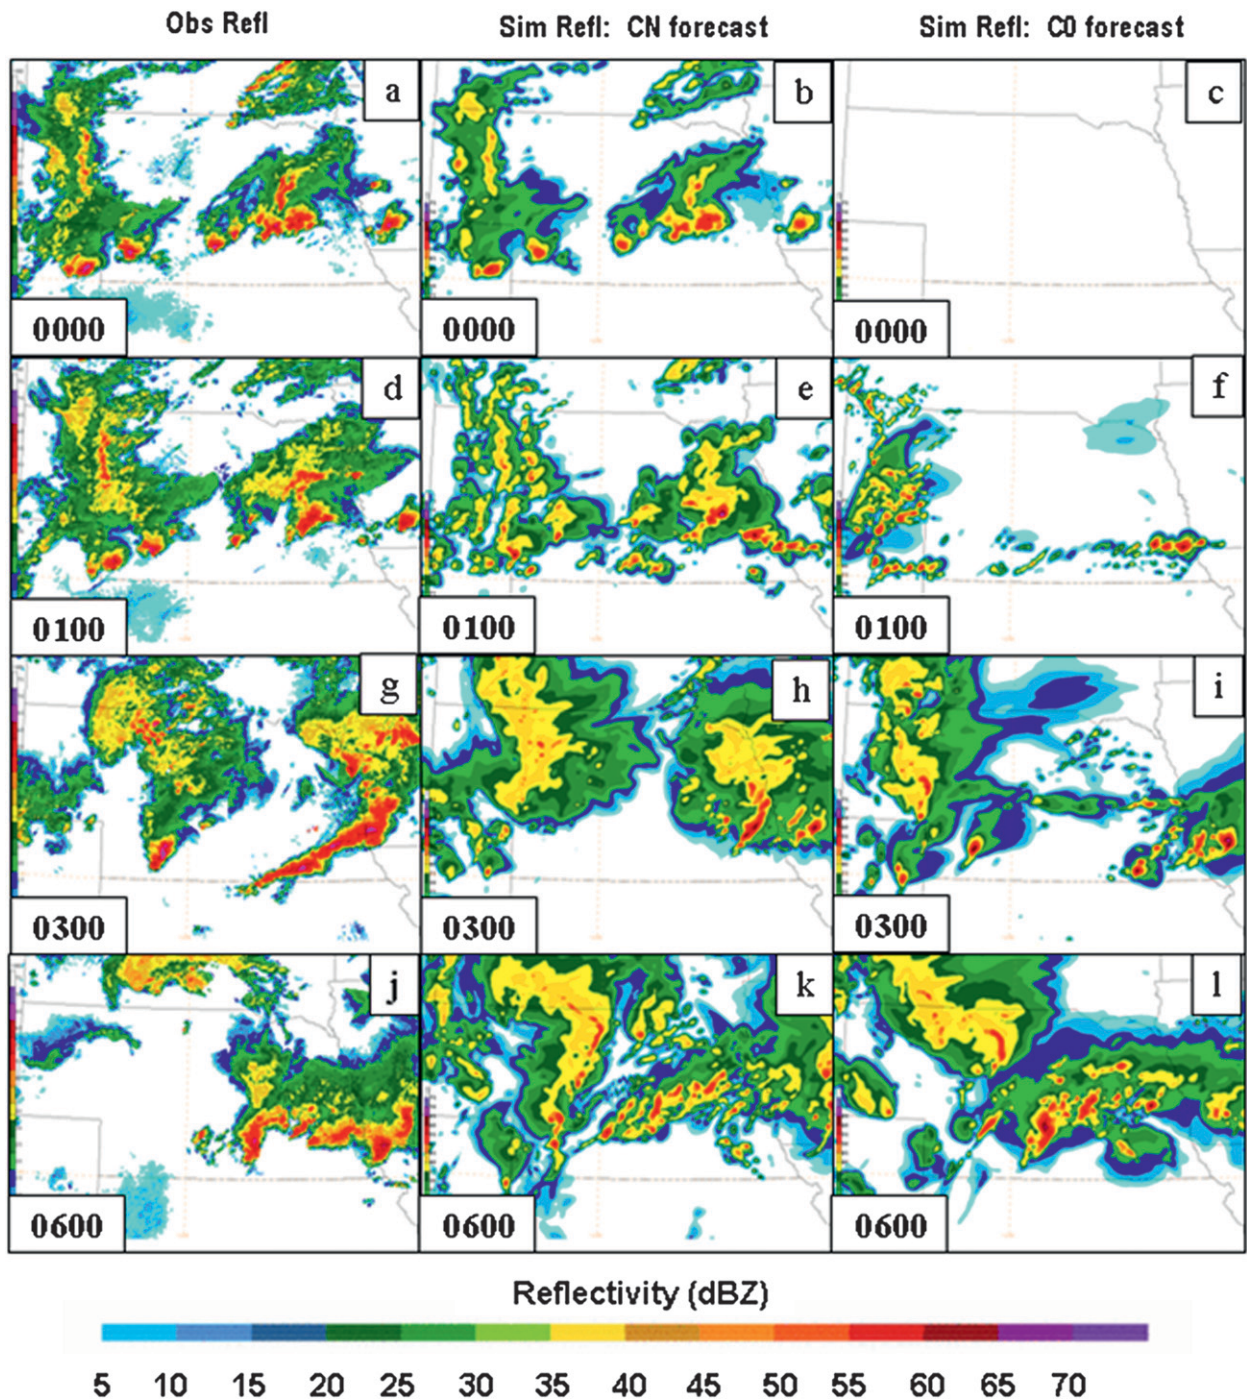 Obs Refl Sim Refl: CN forecast Sim Refl: C0 forecast
a b c
0000 0000 0000
d e f
0100 0100 0100
g h i
0300 0300 0300
j k l
0600 0600 0600
Reflectivity (dBZ)
5 10 15 20 25 30 35 40 45 50 55 60 65 70